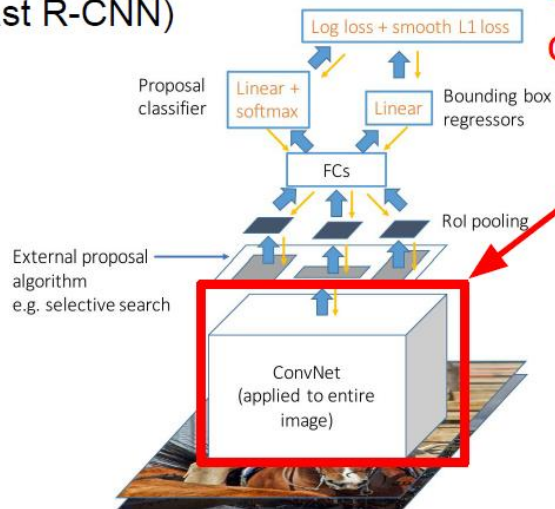 R-CNN)
Log loss + smooth L1 loss
Proposal
classifier
Linear +
softmax
Linear
Bounding box
regressors
FCs
RoI pooling
External proposal
algorithm
e.g. selective search
ConvNet
(applied to entire
image)